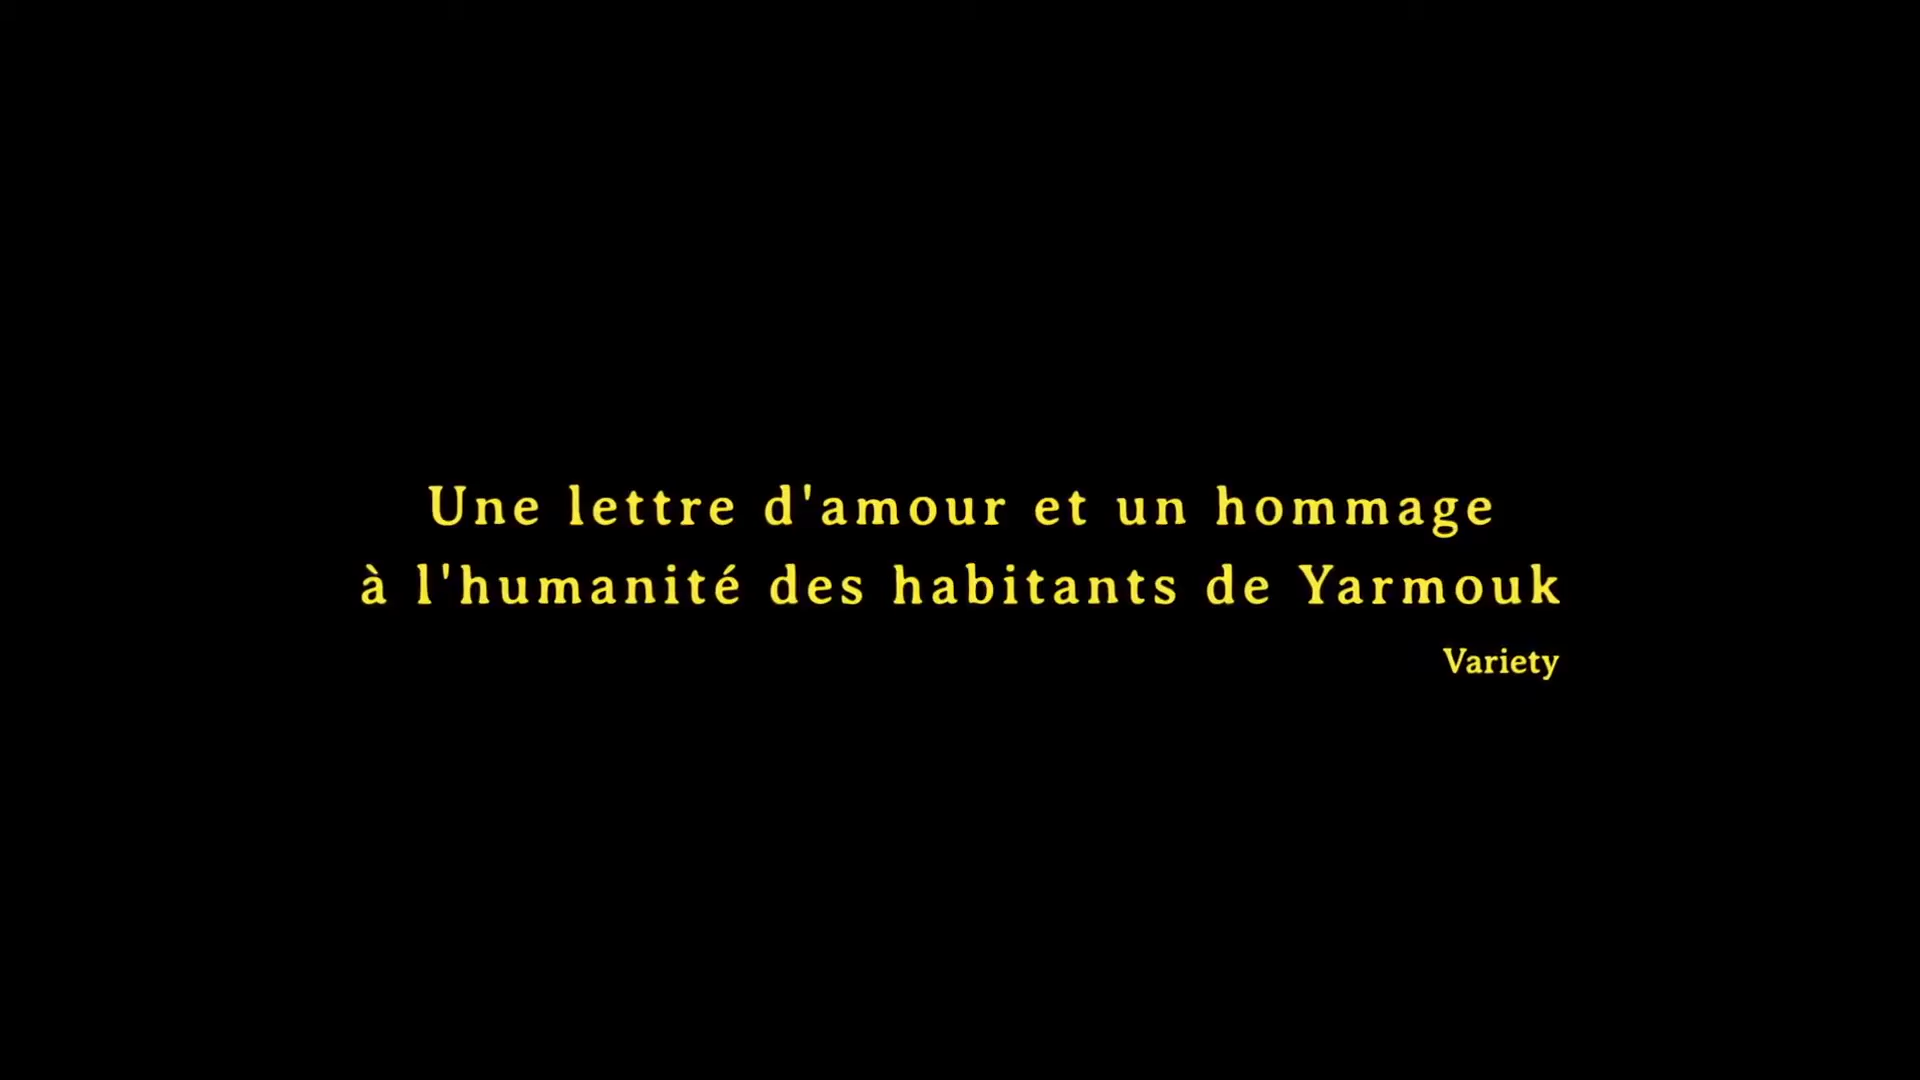 Une lettre d'amour et un hommage
à l'humanité des habitants de Yarmouk
Variety